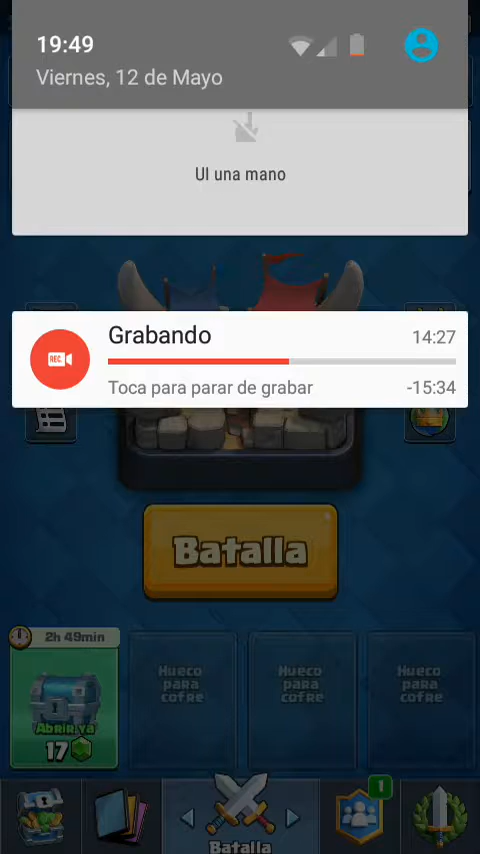 19:49
Viernes, 12 de Mayo
UI una mano
Grabando
14:27
REC
Toca para parar de grabar
-15:34
Batalla
2h 49min
Abrir ya
17
Hueco
para
cofre
Hueco
para
cofre
Hueco
para
cofre
1
Batalla